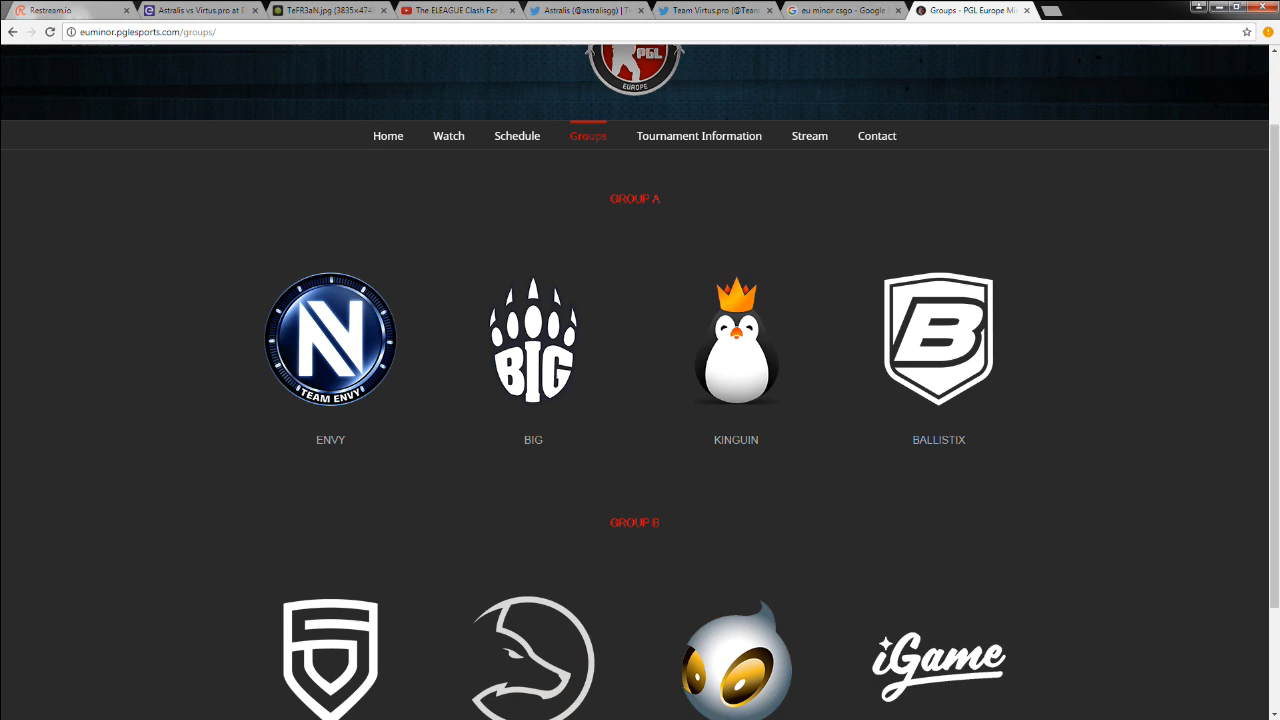 Restream.io
Astralis vs Virtus.pro at E
TeFR3aN.jpg (3835×474
The ELEAGUE Clash For
Astralis (@astralisgg) | T
Team Virtus.pro (@Team
eu minor csgo - Google
Groups - PGL Europe Mi
euminor.pglesports.com/groups/
PGL
EUROPE
Home Watch Schedule Groups Tournament Information Stream Contact
GROUP A
N
TEAM ENVY
BIG
B
ENVY BIG KINGUIN BALLISTIX
GROUP B
iGame